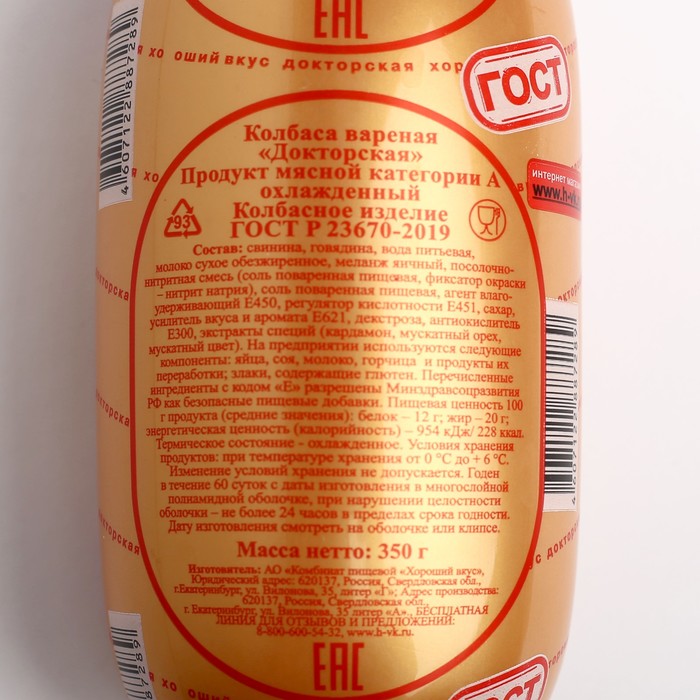 ЕАС
оший вкус докторская хор
ГОСТ
4607122887289
интернет
www.h-vk.
Колбаса вареная
«Докторская»
Продукт мясной категории А
охлажденный
Колбасное изделие
93
ГОСТ Р 23670-2019
Состав: свинина, говядина, вода питьевая,
молоко сухое обезжиренное, меланж яичный, посолочно-
нитритная смесь (соль поваренная пищевая, фиксатор окраски
– нитрит натрия), соль поваренная пищевая, агент влаго-
удерживающий Е450, регулятор кислотности Е451, сахар,
усилитель вкуса и аромата Е621, декстроза, антиокислитель
Е300, экстракты специй (кардамон, мускатный орех,
мускатный цвет). На предприятии используются следующие
компоненты: яйца, соя, молоко, горчица и продукты их
переработки; злаки, содержащие глютен. Перечисленные
ингредиенты с кодом «Е» разрешены Минздравсоцразвития
РФ как безопасные пищевые добавки. Пищевая ценность 100
г продукта (средние значения): белок – 12 г; жир – 20 г;
энергетическая ценность (калорийность) – 954 кДж/ 228 ккал.
Термическое состояние - охлажденное. Условия хранения
продуктов: при температуре хранения от 0 °С до + 6 °С.
Изменение условий хранения не допускается. Годен
в течение 60 суток с даты изготовления в многослойной
полиамидной оболочке, при нарушении целостности
оболочки – не более 24 часов в пределах срока годности.
Дату изготовления смотреть на оболочке или клипсе.
Масса нетто: 350 г
Изготовитель: АО «Комбинат пищевой «Хороший вкус»,
Юридический адрес: 620137, Россия, Свердловская обл.,
г.Екатеринбург, ул. Вилонова, 35, литер «Г»; Адрес производства:
620137, Россия, Свердловская обл.,
г. Екатеринбург, ул. Вилонова, 35 литер «А»., БЕСПЛАТНАЯ
ЛИНИЯ ДЛЯ ОТЗЫВОВ И ПРЕДЛОЖЕНИЙ:
8-800-600-54-32, www.h-vk.ru.
ЕАС
4607122887289
ГОСТ